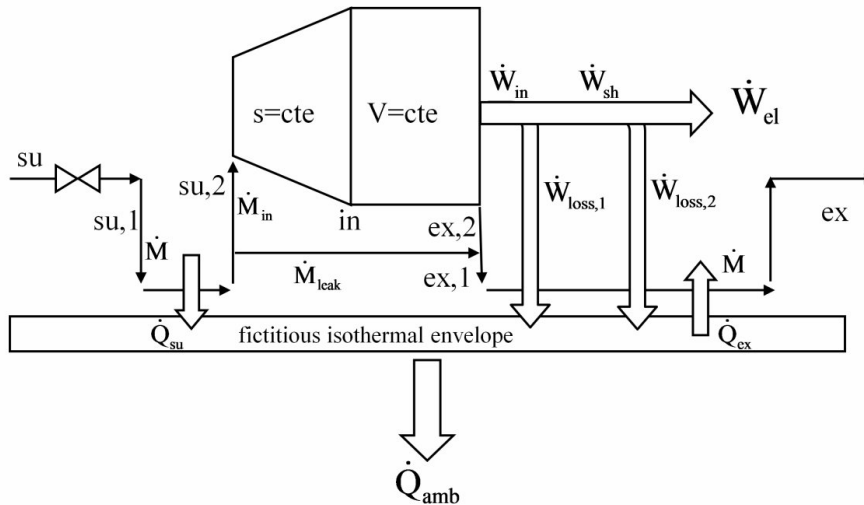 Ẇin Ẇsh
Ẇel
s=cte V=cte
su
su,1
su,2
Ṁin
in
ex,2
Ẇloss,1
Ẇloss,2
ex
Ṁ
Ṁleak
ex,1
Ṁ
Q̇su
fictitious isothermal envelope
Q̇ex
Q̇amb